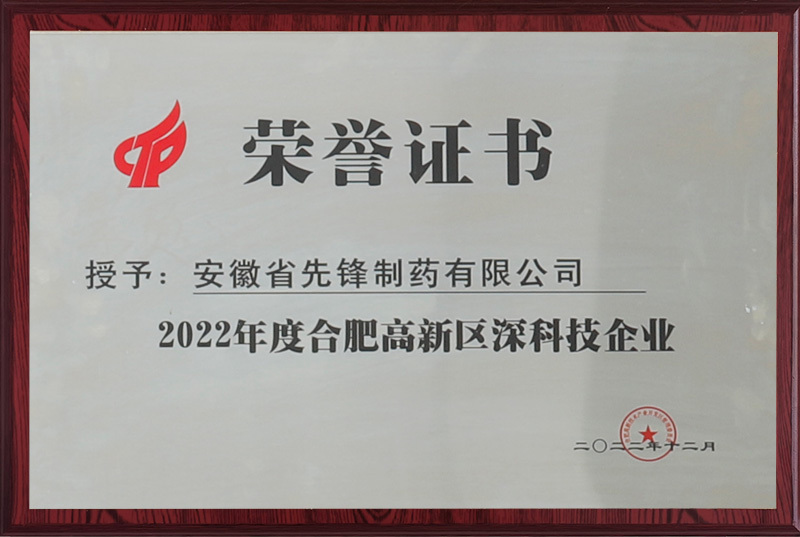 荣誉证书
授予：安徽省先锋制药有限公司
2022年度合肥高新区深科技企业
二〇二二年十二月